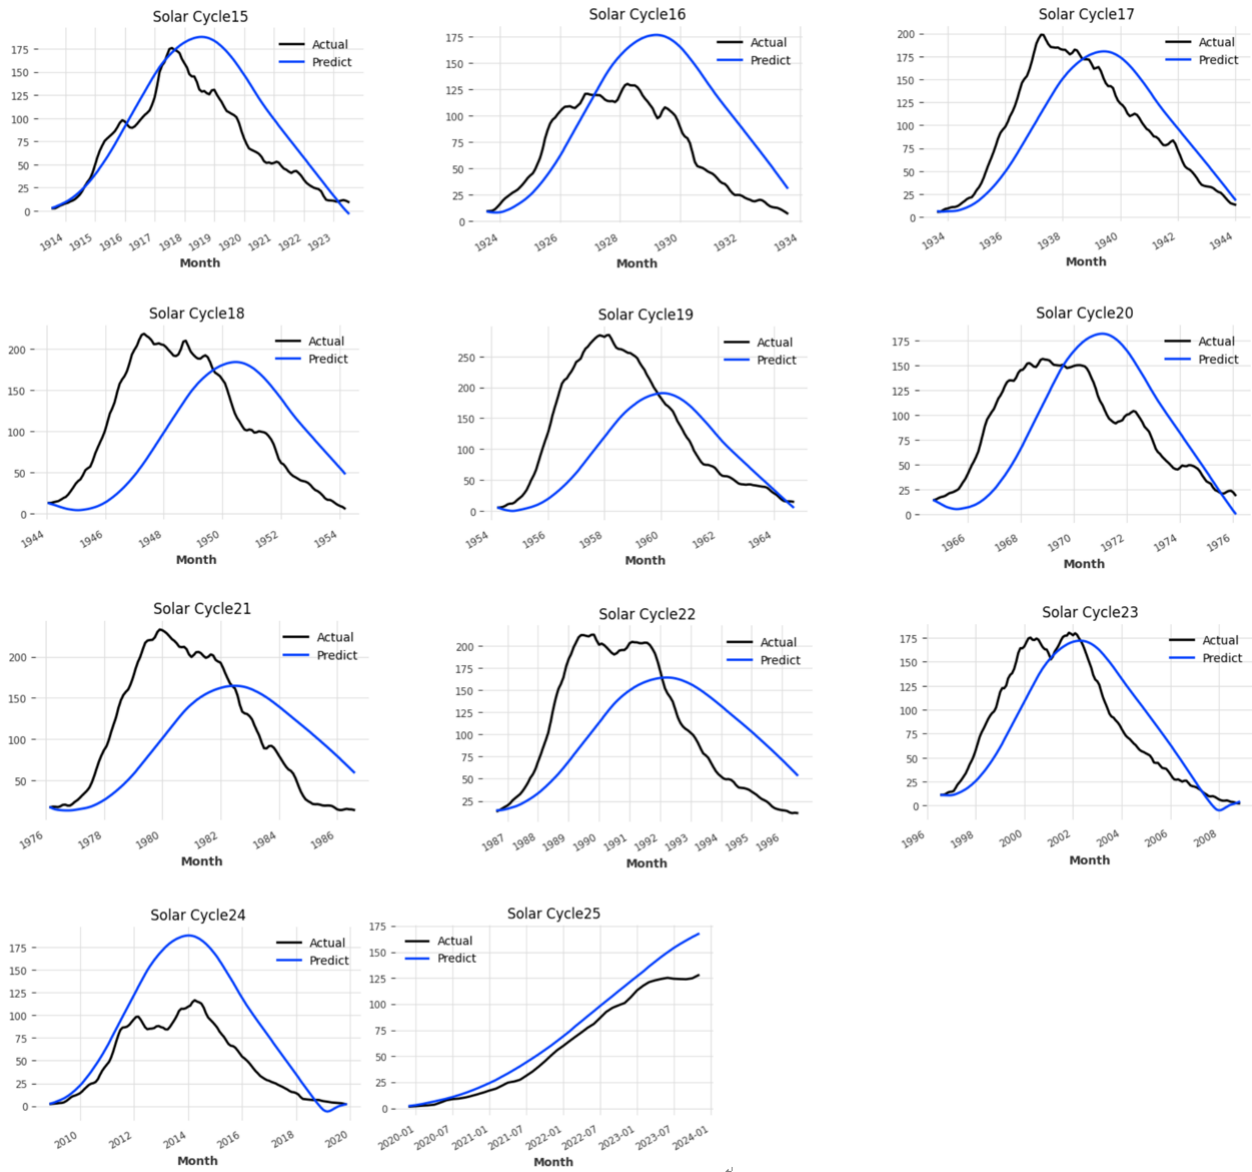 Solar Cycle15
Actual
Predict
175
150
125
100
75
50
25
0
1914 1915 1916 1917 1918 1919 1920 1921 1922 1923
Month
Solar Cycle16
Actual
Predict
175
150
125
100
75
50
25
0
1924 1926 1928 1930 1932 1934
Month
Solar Cycle17
Actual
Predict
200
175
150
125
100
75
50
25
0
1934 1936 1938 1940 1942 1944
Month
Solar Cycle18
Actual
Predict
200
150
100
50
0
1944 1946 1948 1950 1952 1954
Month
Solar Cycle19
Actual
Predict
250
200
150
100
50
0
1954 1956 1958 1960 1962 1964
Month
Solar Cycle20
Actual
Predict
175
150
125
100
75
50
25
0
1966 1968 1970 1972 1974 1976
Month
Solar Cycle21
Actual
Predict
200
150
100
50
1976 1978 1980 1982 1984 1986
Month
Solar Cycle22
Actual
Predict
200
175
150
125
100
75
50
25
1987 1988 1989 1990 1991 1992 1993 1994 1995 1996
Month
Solar Cycle23
Actual
Predict
175
150
125
100
75
50
25
0
1996 1998 2000 2002 2004 2006 2008
Month
Solar Cycle24
Actual
Predict
175
150
125
100
75
50
25
0
2010 2012 2014 2016 2018 2020
Month
Solar Cycle25
Actual
Predict
175
150
125
100
75
50
25
0
2020-01 2020-07 2021-01 2021-07 2022-01 2022-07 2023-01 2023-07 2024-01
Month